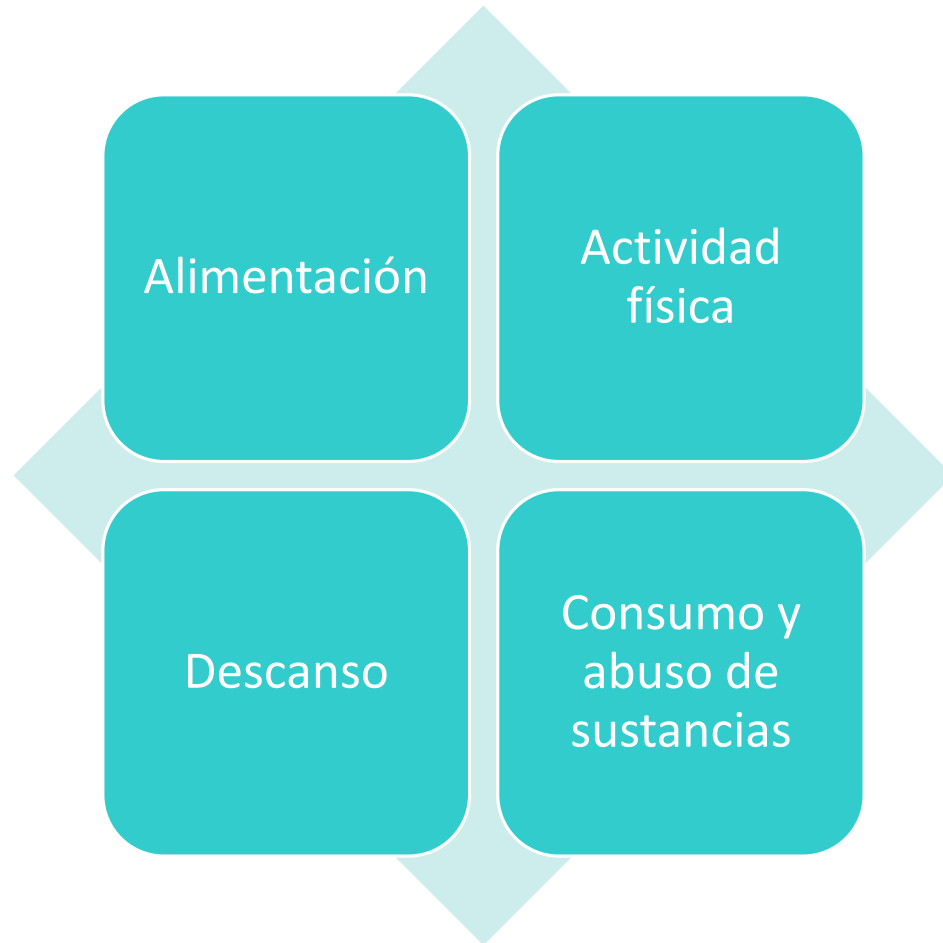 Alimentación
Actividad
física
Descanso
Consumo y
abuso de
sustancias